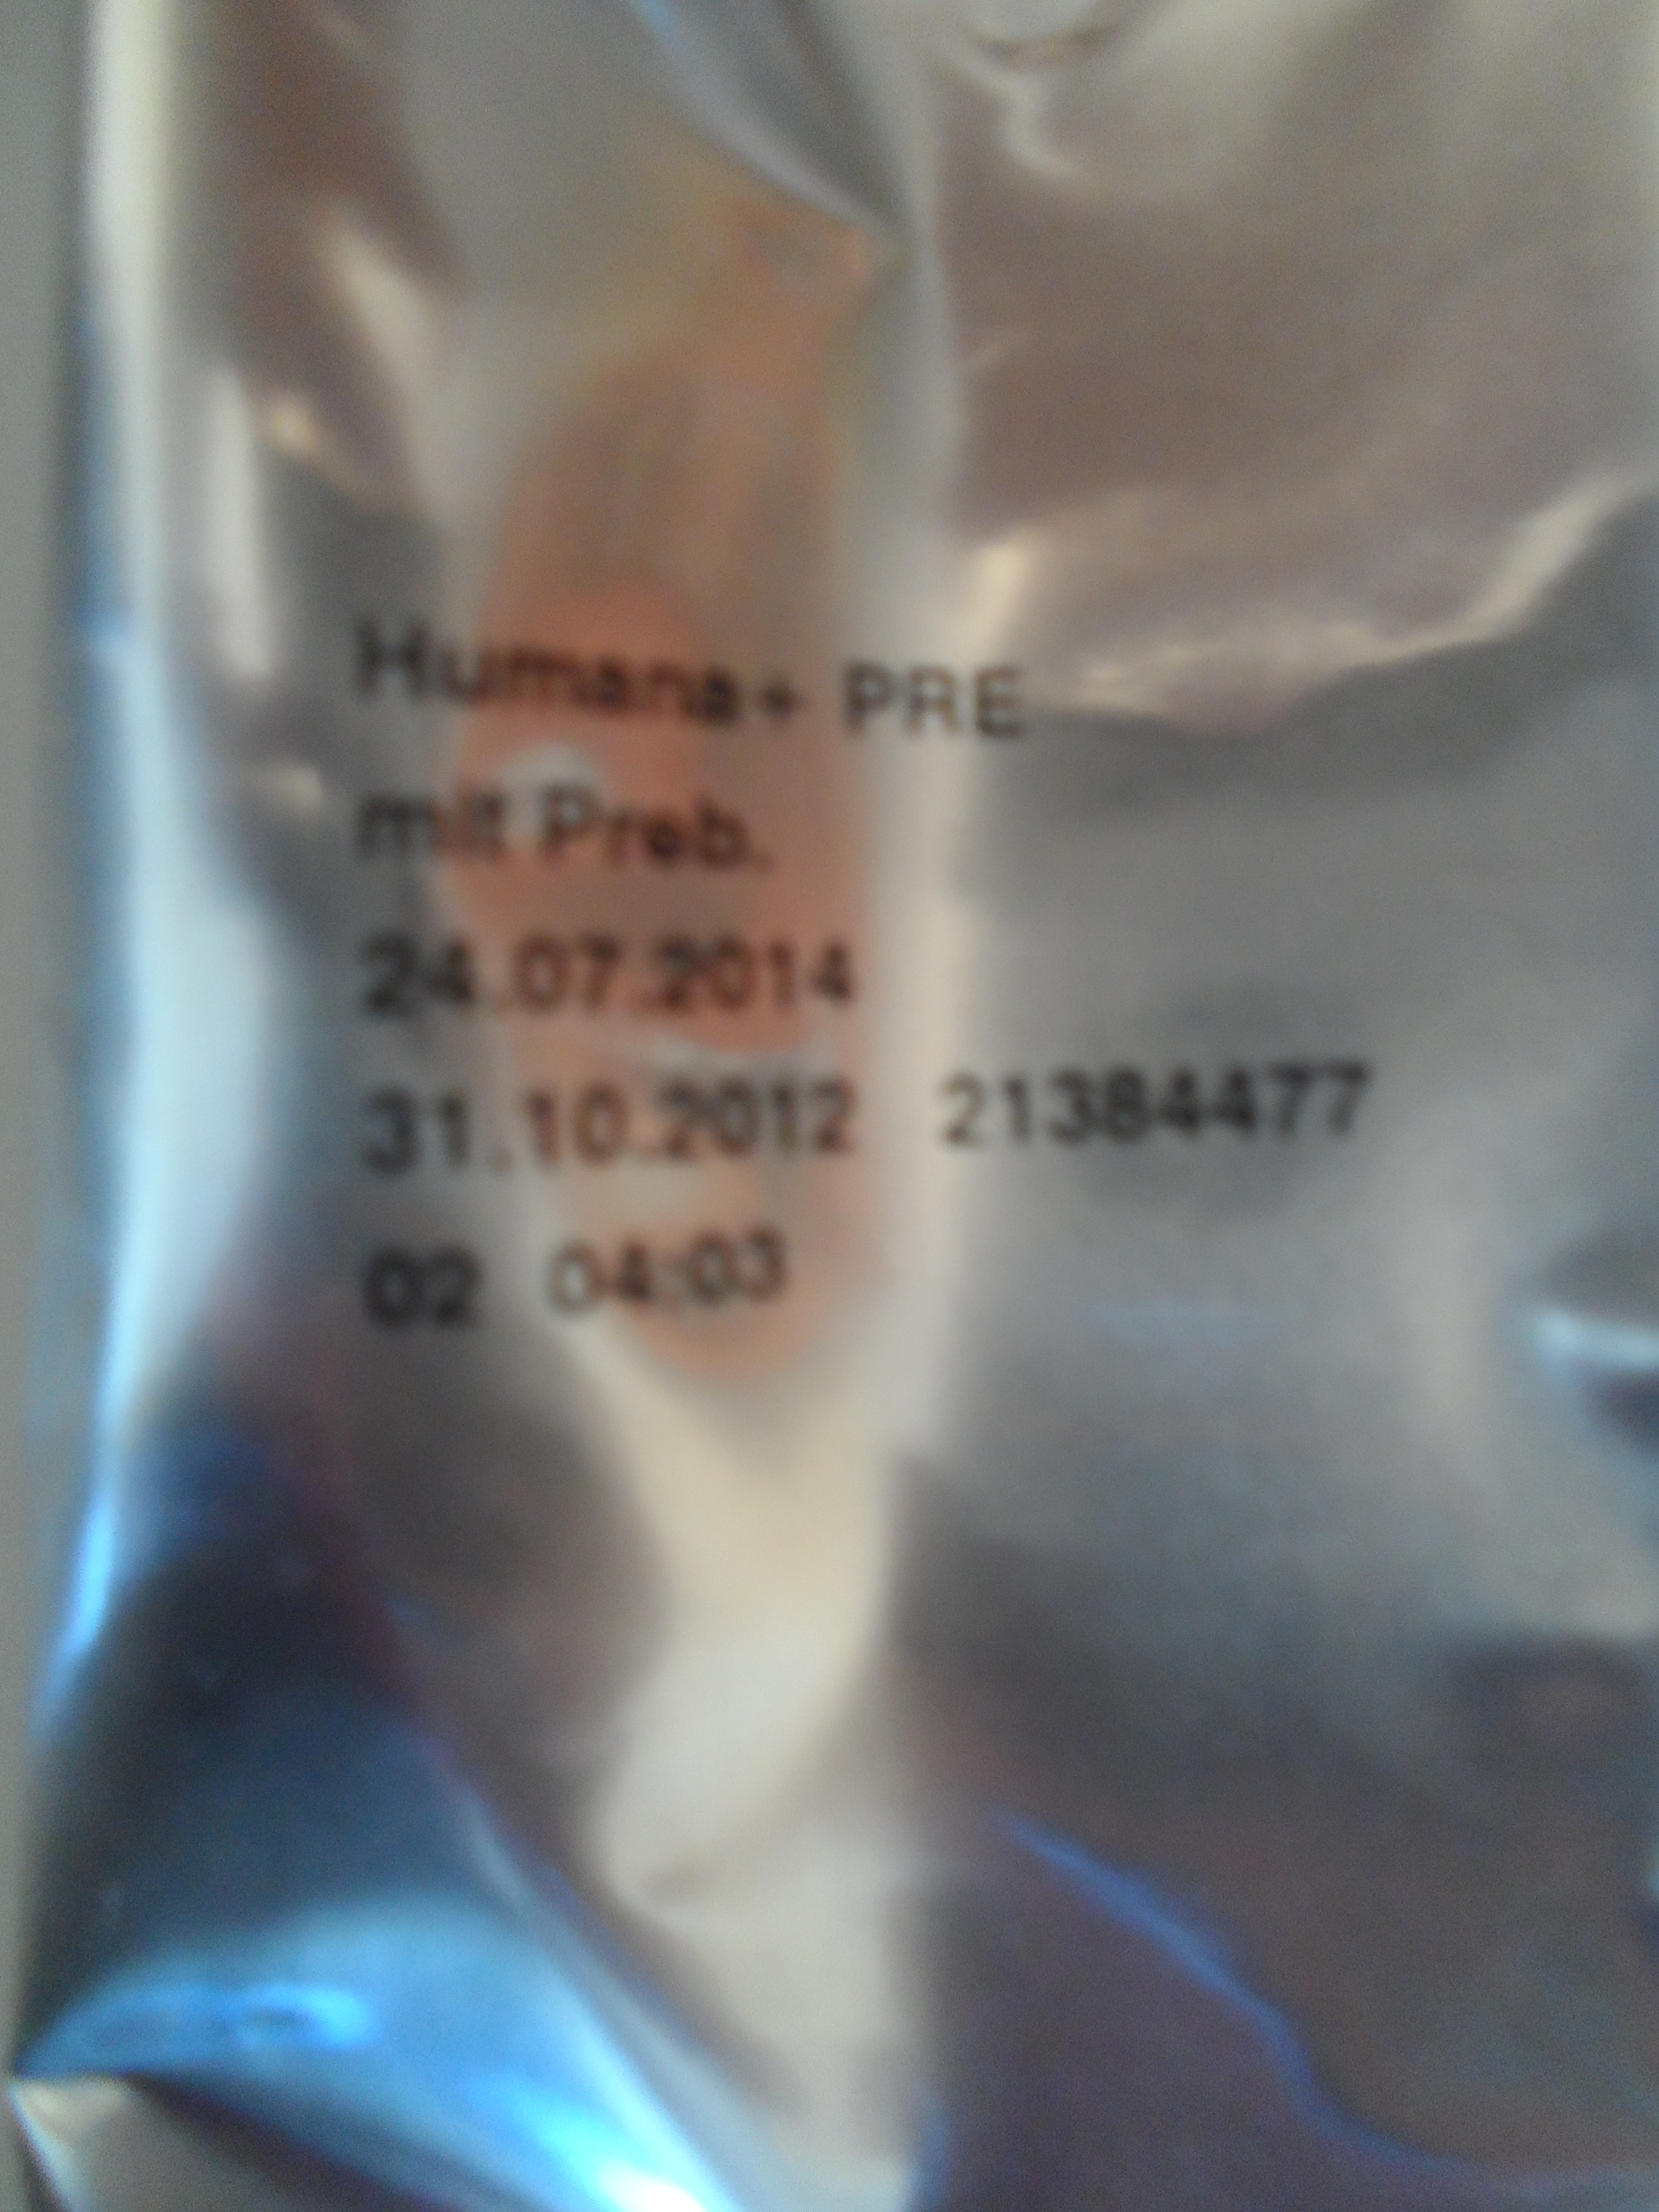 Humana+ PRE
mit Preb.
24.07.2014
31.10.2012 21384477
02 04:03